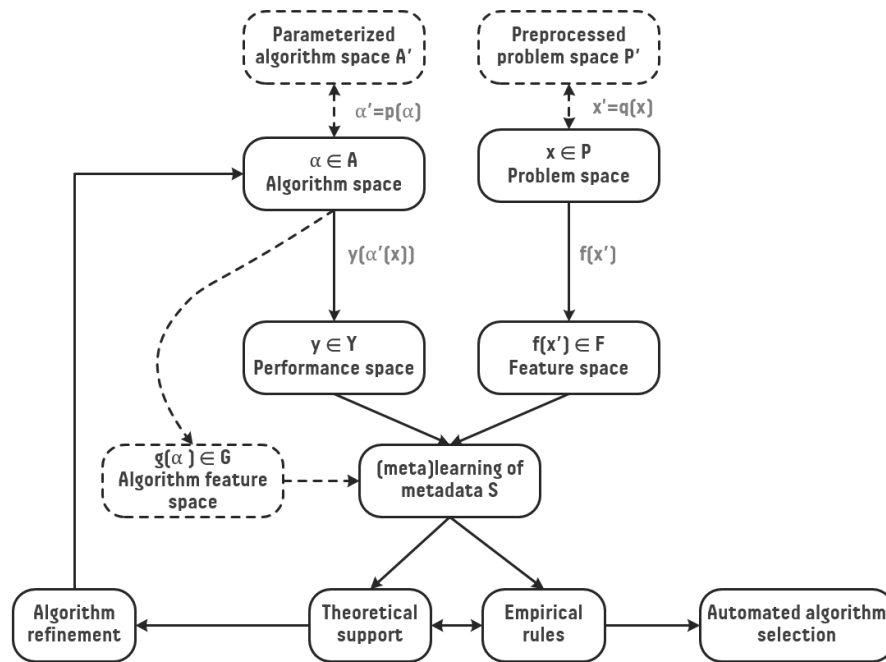 Parameterized
algorithm space A'
Preprocessed
problem space P'
α'=p(α)
x'=q(x)
α ∈ A
Algorithm space
x ∈ P
Problem space
y(α'(x))
f(x')
y ∈ Y
Performance space
f(x') ∈ F
Feature space
g(α ) ∈ G
Algorithm feature
space
(meta)learning of
metadata S
Algorithm
refinement
Theoretical
support
Empirical
rules
Automated algorithm
selection